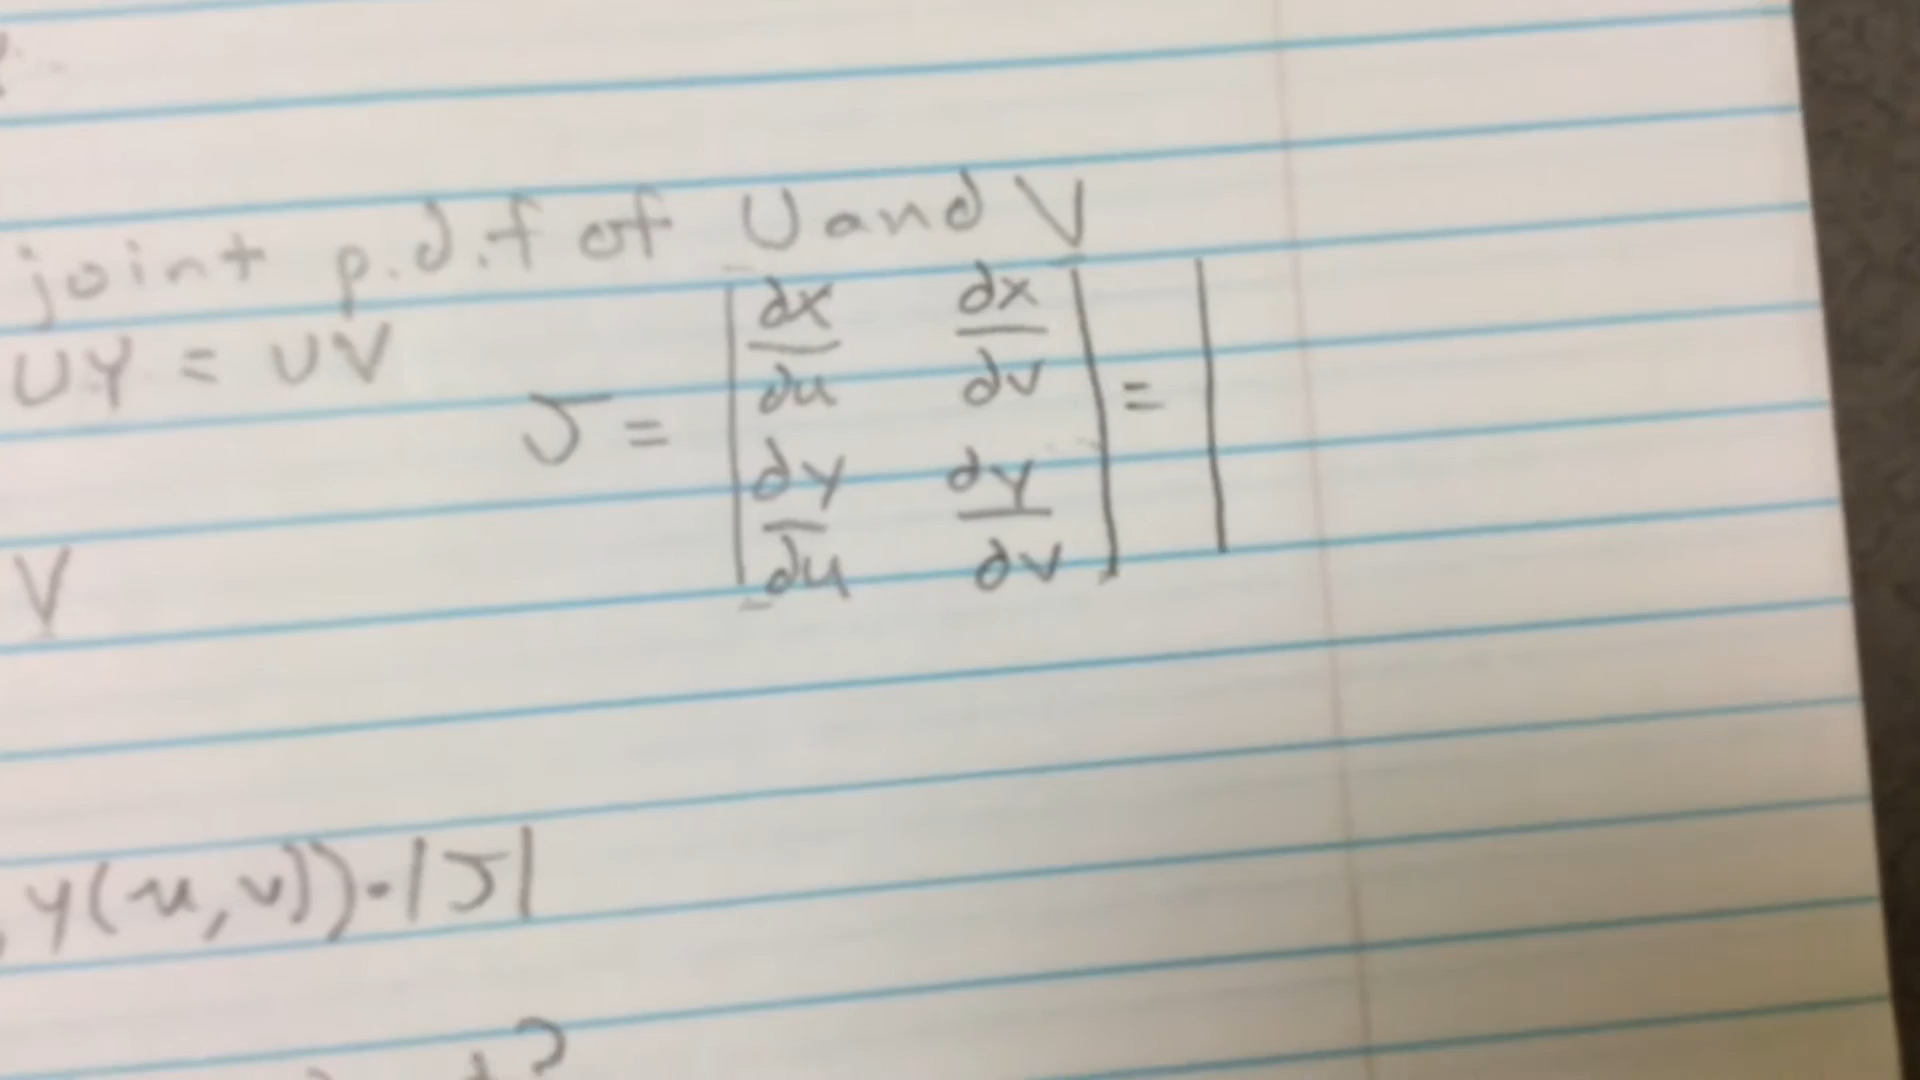 joint p.d.f of U and V
UY = UV
J = | ∂x/∂u ∂x/∂v | = |
| ∂y/∂u ∂y/∂v |
V
, y(u,v))·|J|
?